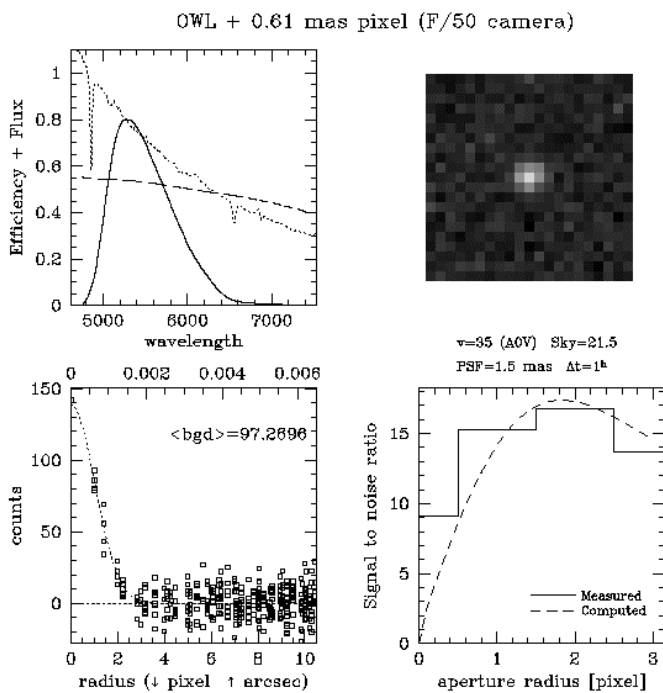 OWL + 0.61 mas pixel (F/50 camera)
Efficiency + Flux
1
0.8
0.6
0.4
0.2
0
5000 6000 7000
wavelength
v=35 (A0V) Sky=21.5
PSF=1.5 mas Δt=1ʰ
0 0.002 0.004 0.006
counts
150
100
50
0
<bgd>=97.2696
0 2 4 6 8 10
radius (↓ pixel ↑ arcsec)
Signal to noise ratio
15
10
5
0
Measured
Computed
0 1 2 3
aperture radius [pixel]